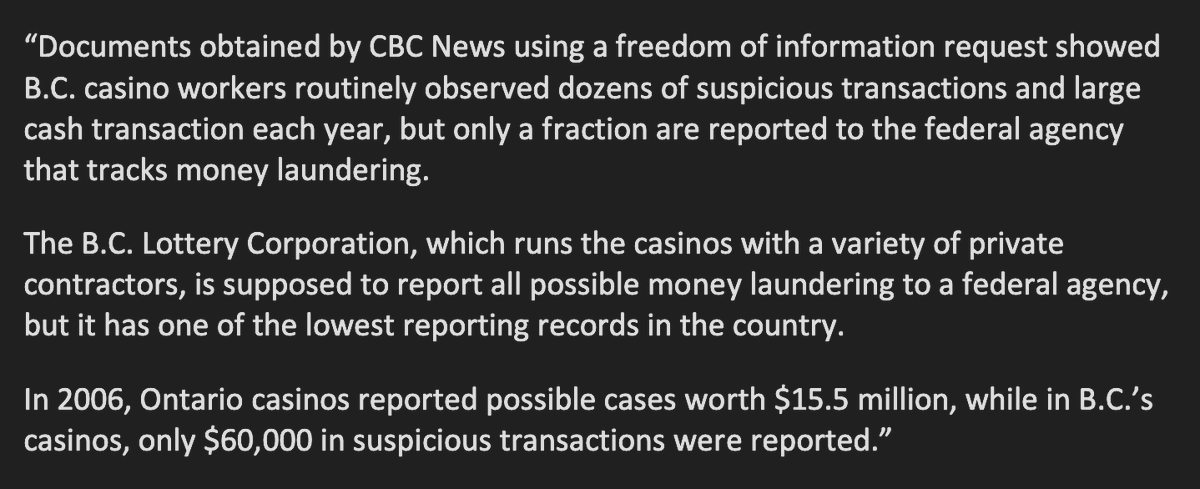 “Documents obtained by CBC News using a freedom of information request showed
B.C. casino workers routinely observed dozens of suspicious transactions and large
cash transaction each year, but only a fraction are reported to the federal agency
that tracks money laundering.
The B.C. Lottery Corporation, which runs the casinos with a variety of private
contractors, is supposed to report all possible money laundering to a federal agency,
but it has one of the lowest reporting records in the country.
In 2006, Ontario casinos reported possible cases worth $15.5 million, while in B.C.’s
casinos, only $60,000 in suspicious transactions were reported.”